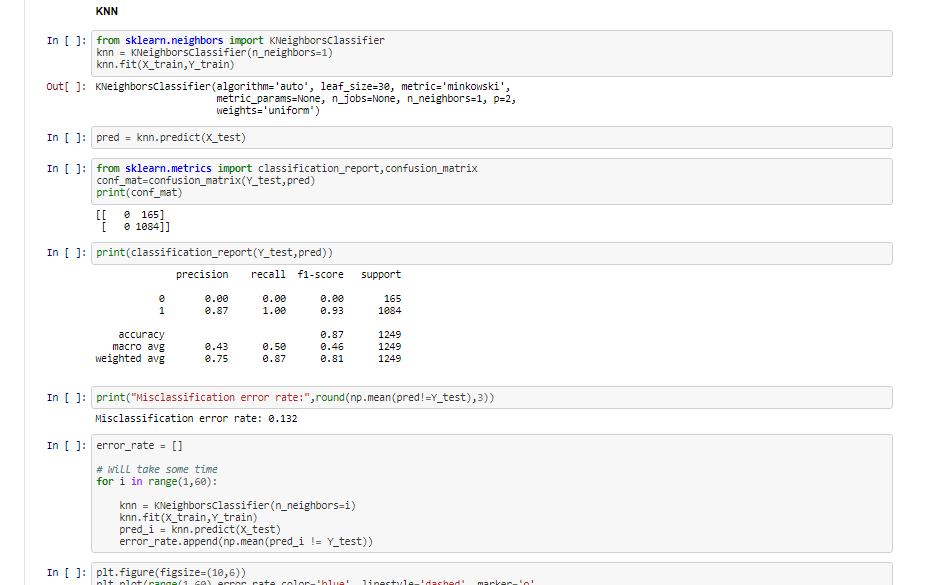 KNN
In [ ]: from sklearn.neighbors import KNeighborsClassifier
knn = KNeighborsClassifier(n_neighbors=1)
knn.fit(X_train,Y_train)
Out[ ]: KNeighborsClassifier(algorithm='auto', leaf_size=30, metric='minkowski',
metric_params=None, n_jobs=None, n_neighbors=1, p=2,
weights='uniform')
In [ ]: pred = knn.predict(X_test)
In [ ]: from sklearn.metrics import classification_report,confusion_matrix
conf_mat=confusion_matrix(Y_test,pred)
print(conf_mat)
[[   0  165]
[   0 1084]]
In [ ]: print(classification_report(Y_test,pred))
precision    recall  f1-score   support
0       0.00      0.00      0.00       165
1       0.87      1.00      0.93      1084
accuracy                           0.87      1249
macro avg       0.43      0.50      0.46      1249
weighted avg       0.75      0.87      0.81      1249
In [ ]: print("Misclassification error rate:",round(np.mean(pred!=Y_test),3))
Misclassification error rate: 0.132
In [ ]: error_rate = []
# Will take some time
for i in range(1,60):
knn = KNeighborsClassifier(n_neighbors=i)
knn.fit(X_train,Y_train)
pred_i = knn.predict(X_test)
error_rate.append(np.mean(pred_i != Y_test))
In [ ]: plt.figure(figsize=(10,6))
plt.plot(range(1,60),error_rate,color='blue', linestyle='dashed', marker='o',